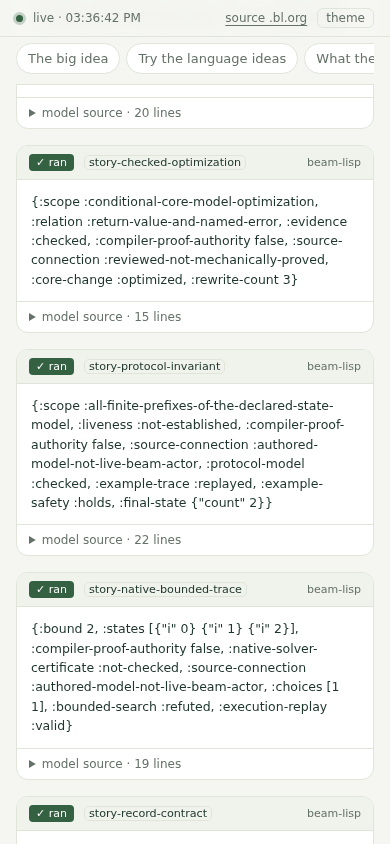 live · 03:36:42 PM source .bl.org theme
The big idea Try the language ideas What the
model source · 20 lines
✓ ran story-checked-optimization beam-lisp
{:scope :conditional-core-model-optimization,
:relation :return-value-and-named-error, :evidence
:checked, :compiler-proof-authority false, :source-
connection :reviewed-not-mechanically-proved,
:core-change :optimized, :rewrite-count 3}
model source · 15 lines
✓ ran story-protocol-invariant beam-lisp
{:scope :all-finite-prefixes-of-the-declared-state-
model, :liveness :not-established, :compiler-proof-
authority false, :source-connection :authored-
model-not-live-beam-actor, :protocol-model
:checked, :example-trace :replayed, :example-
safety :holds, :final-state {"count" 2}}
model source · 22 lines
✓ ran story-native-bounded-trace beam-lisp
{:bound 2, :states [{"i" 0} {"i" 1} {"i" 2}],
:compiler-proof-authority false, :native-solver-
certificate :not-checked, :source-connection
:authored-model-not-live-beam-actor, :choices [1
1], :bounded-search :refuted, :execution-replay
:valid}
model source · 19 lines
✓ ran story-record-contract beam-lisp